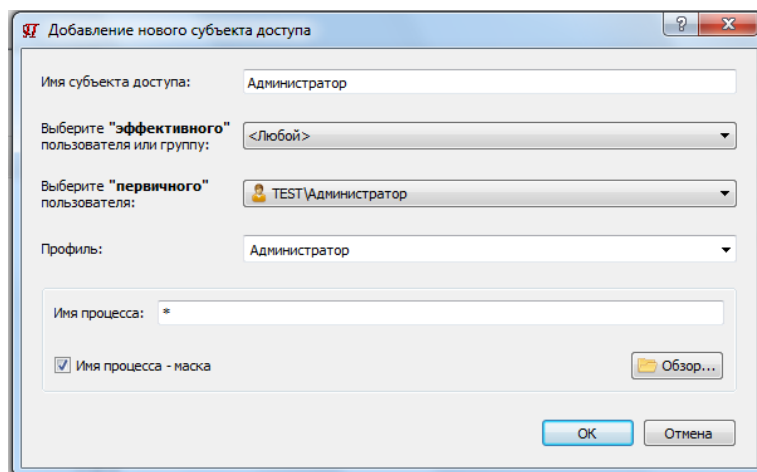 Добавление нового субъекта доступа
Имя субъекта доступа: Администратор
Выберите "эффективного" пользователя или группу: <Любой>
Выберите "первичного" пользователя: TEST\Администратор
Профиль: Администратор
Имя процесса: *
Имя процесса - маска
Обзор...
ОК Отмена